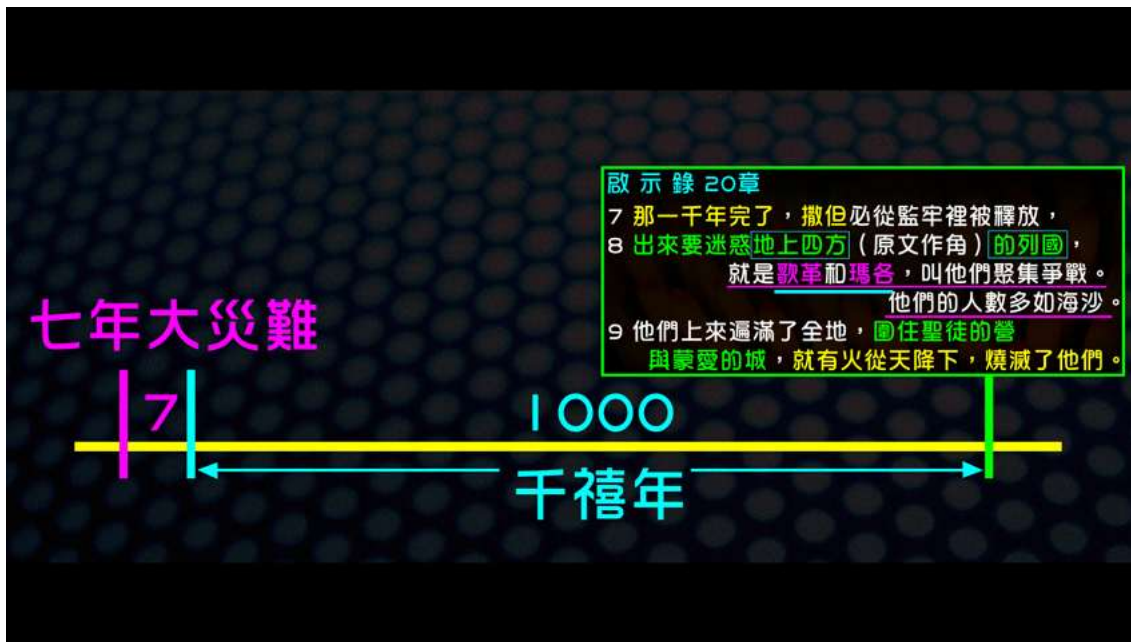 啟示錄 20章
7 那一千年完了，撒但必從監牢裡被釋放，
8 出來要迷惑地上四方（原文作角）的列國，
就是歌革和瑪各，叫他們聚集爭戰。
他們的人數多如海沙。
9 他們上來遍滿了全地，圍住聖徒的營
與蒙愛的城，就有火從天降下，燒滅了他們。
七年大災難
7
1000
千禧年